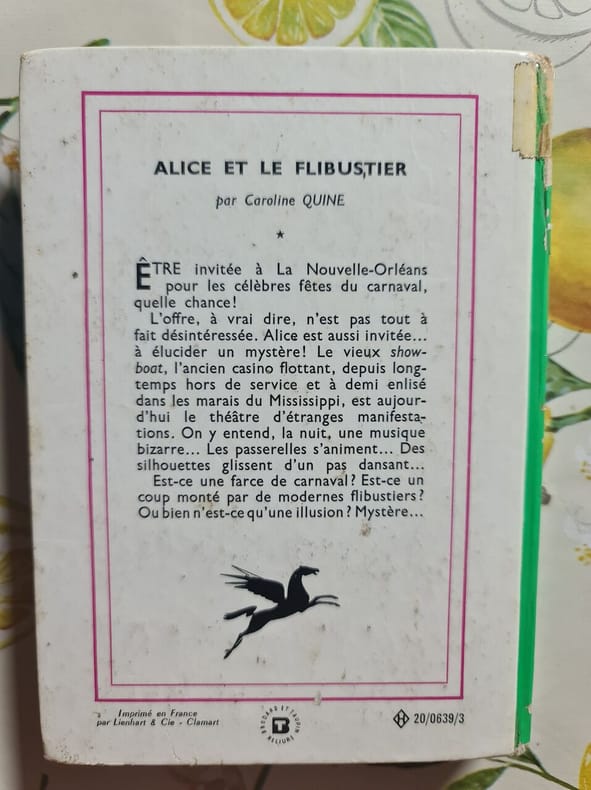 ALICE ET LE FLIBUSTIER
par Caroline QUINE
ÊTRE invitée à La Nouvelle-Orléans
pour les célèbres fêtes du carnaval,
quelle chance!
L'offre, à vrai dire, n'est pas tout à
fait désintéressée. Alice est aussi invitée...
à élucider un mystère! Le vieux show-
boat, l'ancien casino flottant, depuis long-
temps hors de service et à demi enlisé
dans les marais du Mississippi, est aujour-
d'hui le théâtre d'étranges manifesta-
tions. On y entend, la nuit, une musique
bizarre... Les passerelles s'animent... Des
silhouettes glissent d'un pas dansant...
Est-ce une farce de carnaval? Est-ce un
coup monté par de modernes flibustiers?
Ou bien n'est-ce qu'une illusion? Mystère...
Imprimé en France
par Lienhart & Cie - Clamart
BRODARD ET TAUPIN
BT
RELIURE
H 20/0639/3